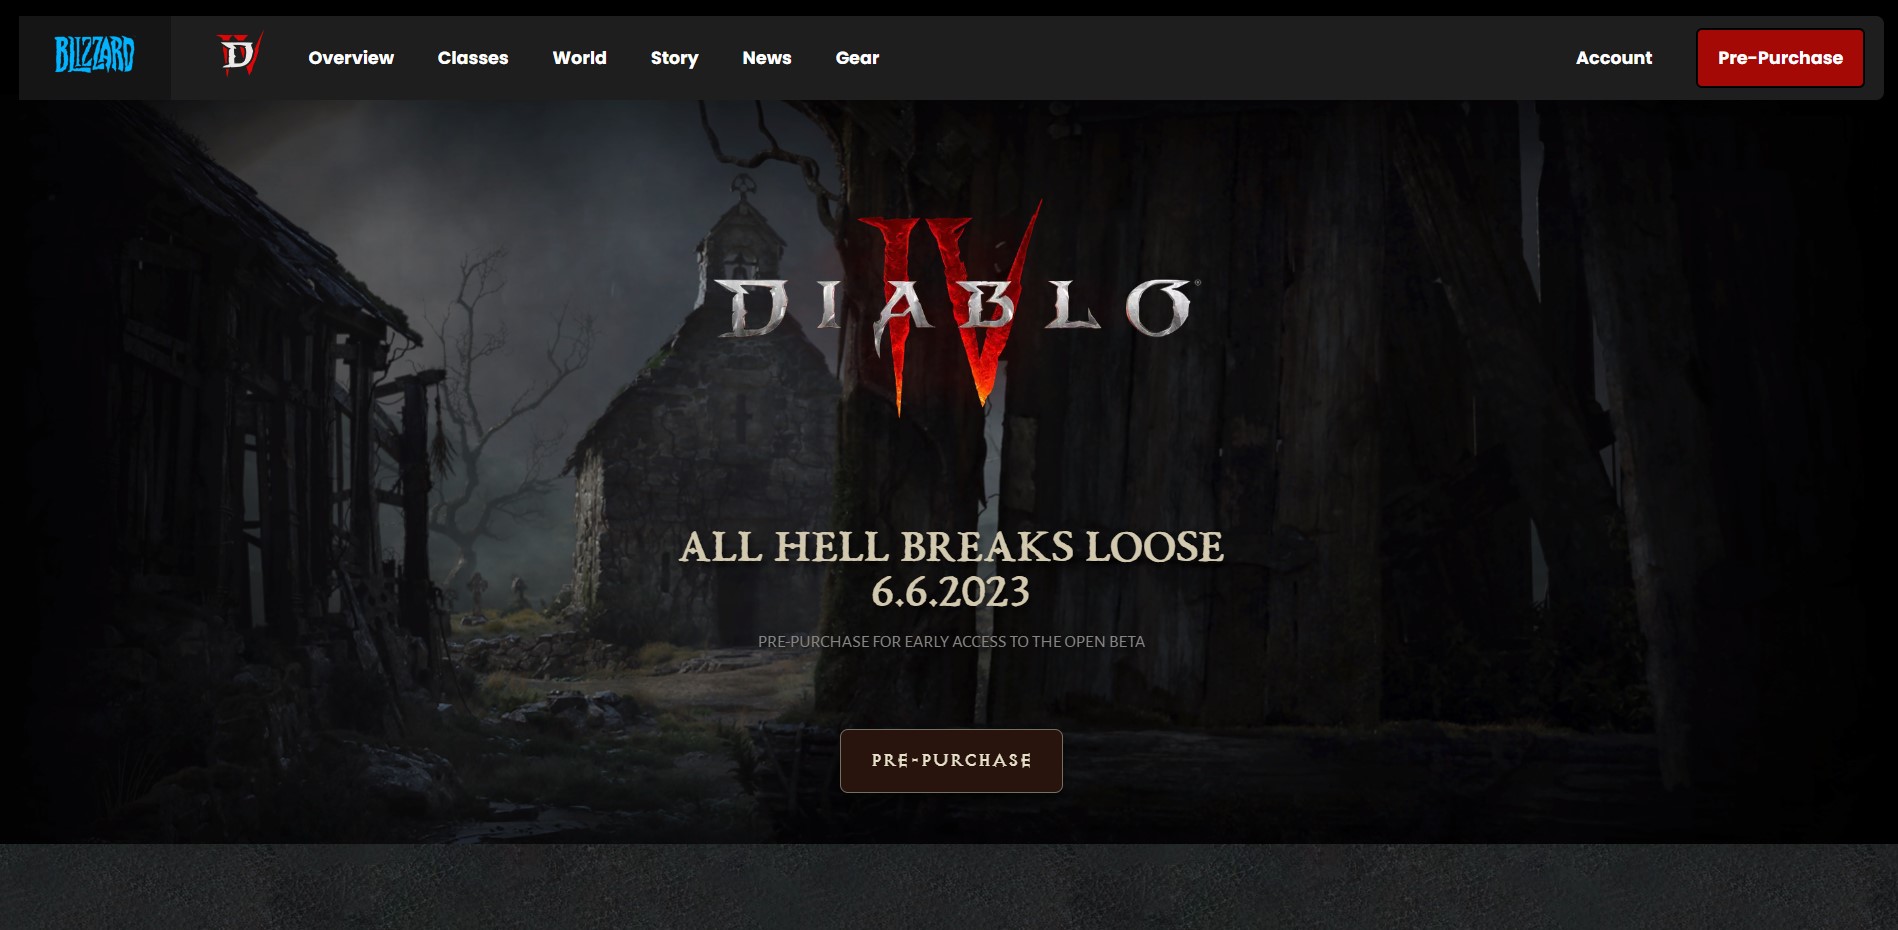 BLIZZARD
D IV
Overview
Classes
World
Story
News
Gear
Account
Pre-Purchase
IV
DIABLO®
ALL HELL BREAKS LOOSE
6.6.2023
PRE-PURCHASE FOR EARLY ACCESS TO THE OPEN BETA
PRE-PURCHASE